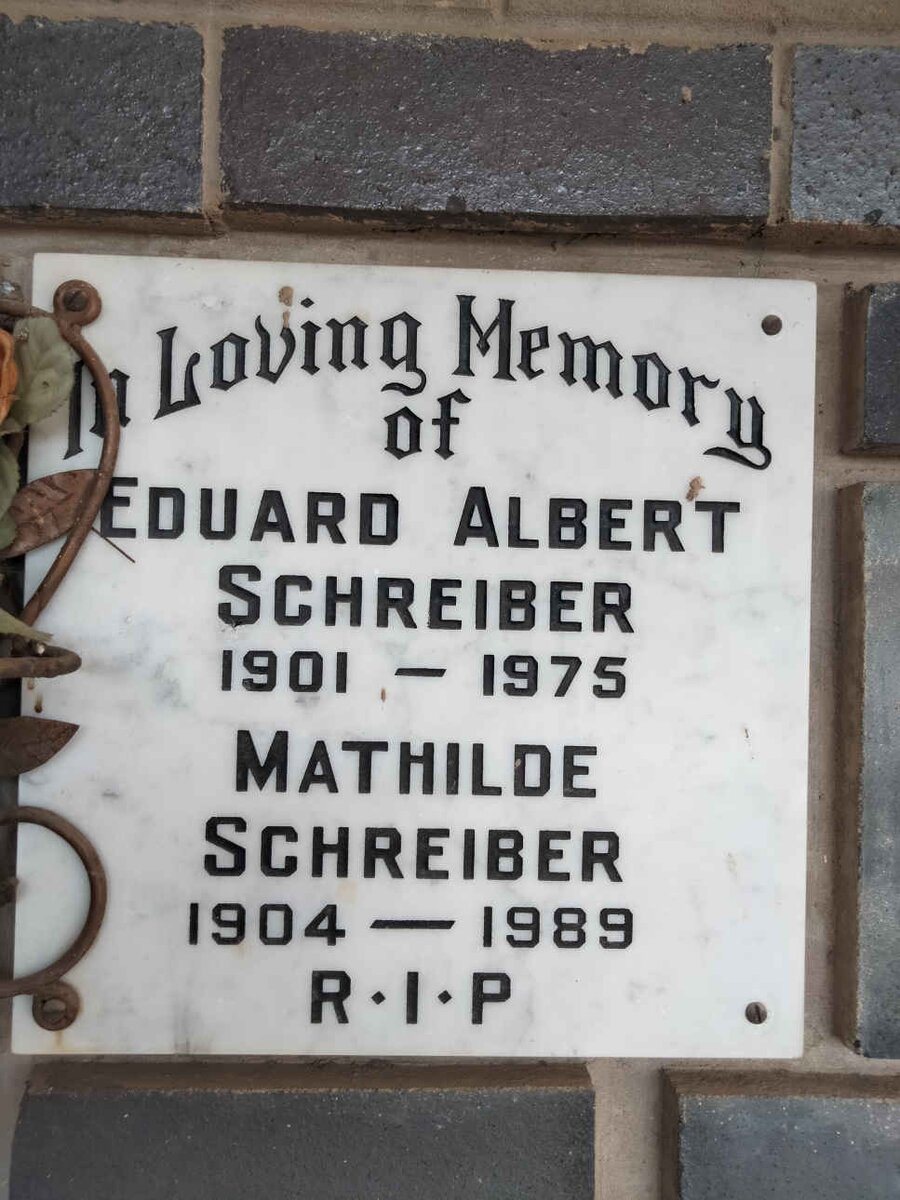 In Loving Memory
of
EDUARD ALBERT
SCHREIBER
1901 — 1975
MATHILDE
SCHREIBER
1904 — 1989
R·I·P